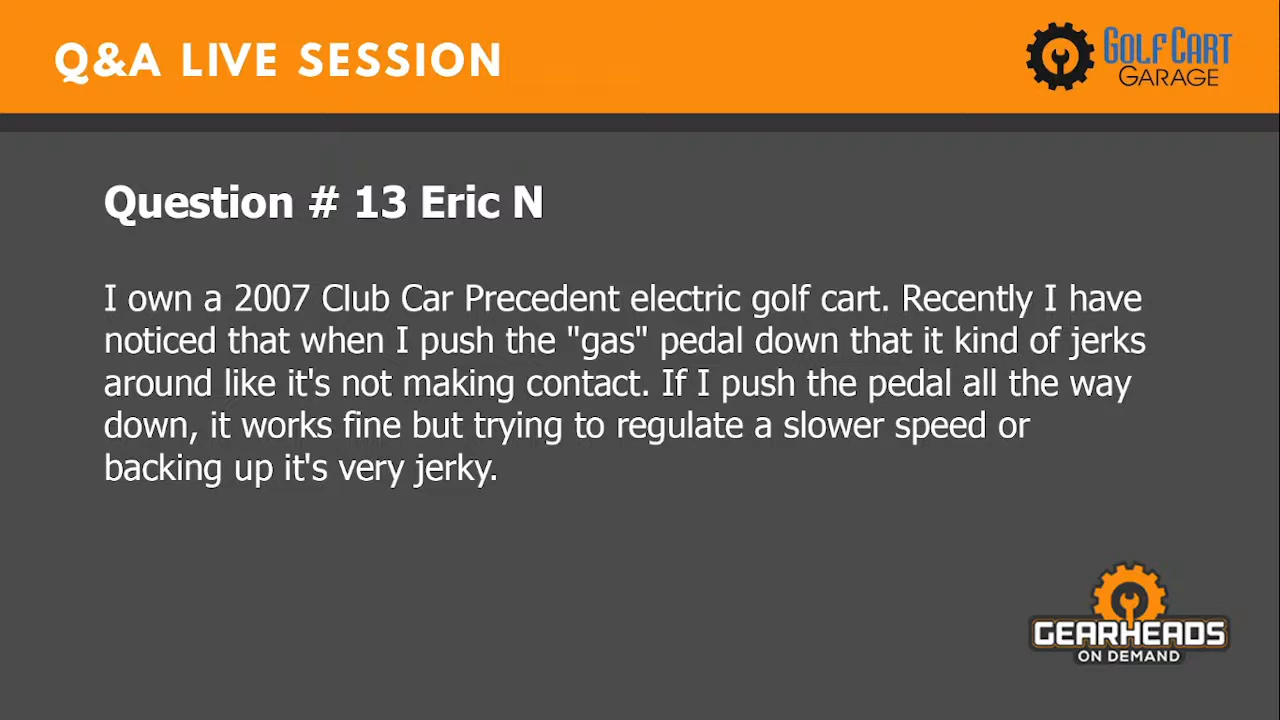 Q&A LIVE SESSION
GOLF CART
GARAGE
Question # 13 Eric N
I own a 2007 Club Car Precedent electric golf cart. Recently I have
noticed that when I push the "gas" pedal down that it kind of jerks
around like it's not making contact. If I push the pedal all the way
down, it works fine but trying to regulate a slower speed or
backing up it's very jerky.
GEARHEADS
ON DEMAND